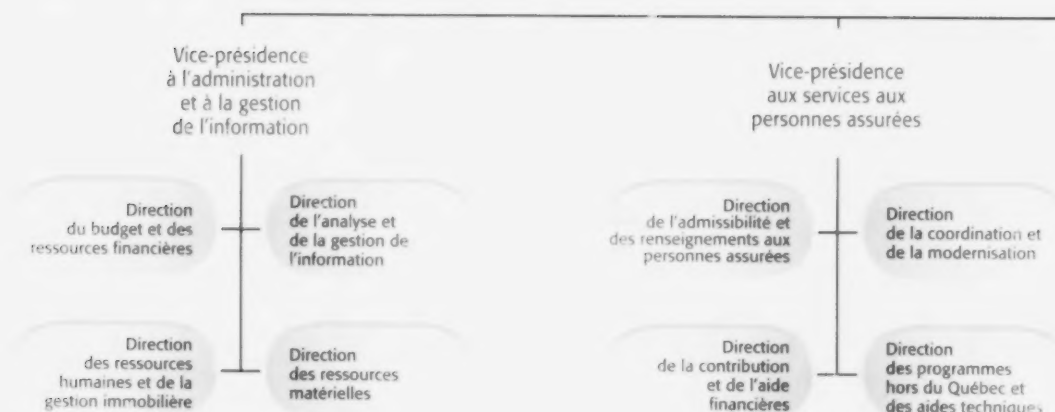 Vice-présidence
à l'administration
et à la gestion
de l'information
Direction
du budget et des
ressources financières
Direction
de l'analyse et
de la gestion de
l'information
Direction
des ressources
humaines et de la
gestion immobilière
Direction
des ressources
matérielles
Vice-présidence
aux services aux
personnes assurées
Direction
de l'admissibilité et
des renseignements aux
personnes assurées
Direction
de la coordination et
de la modernisation
Direction
de la contribution
et de l'aide
financières
Direction
des programmes
hors du Québec et
des aides techniques